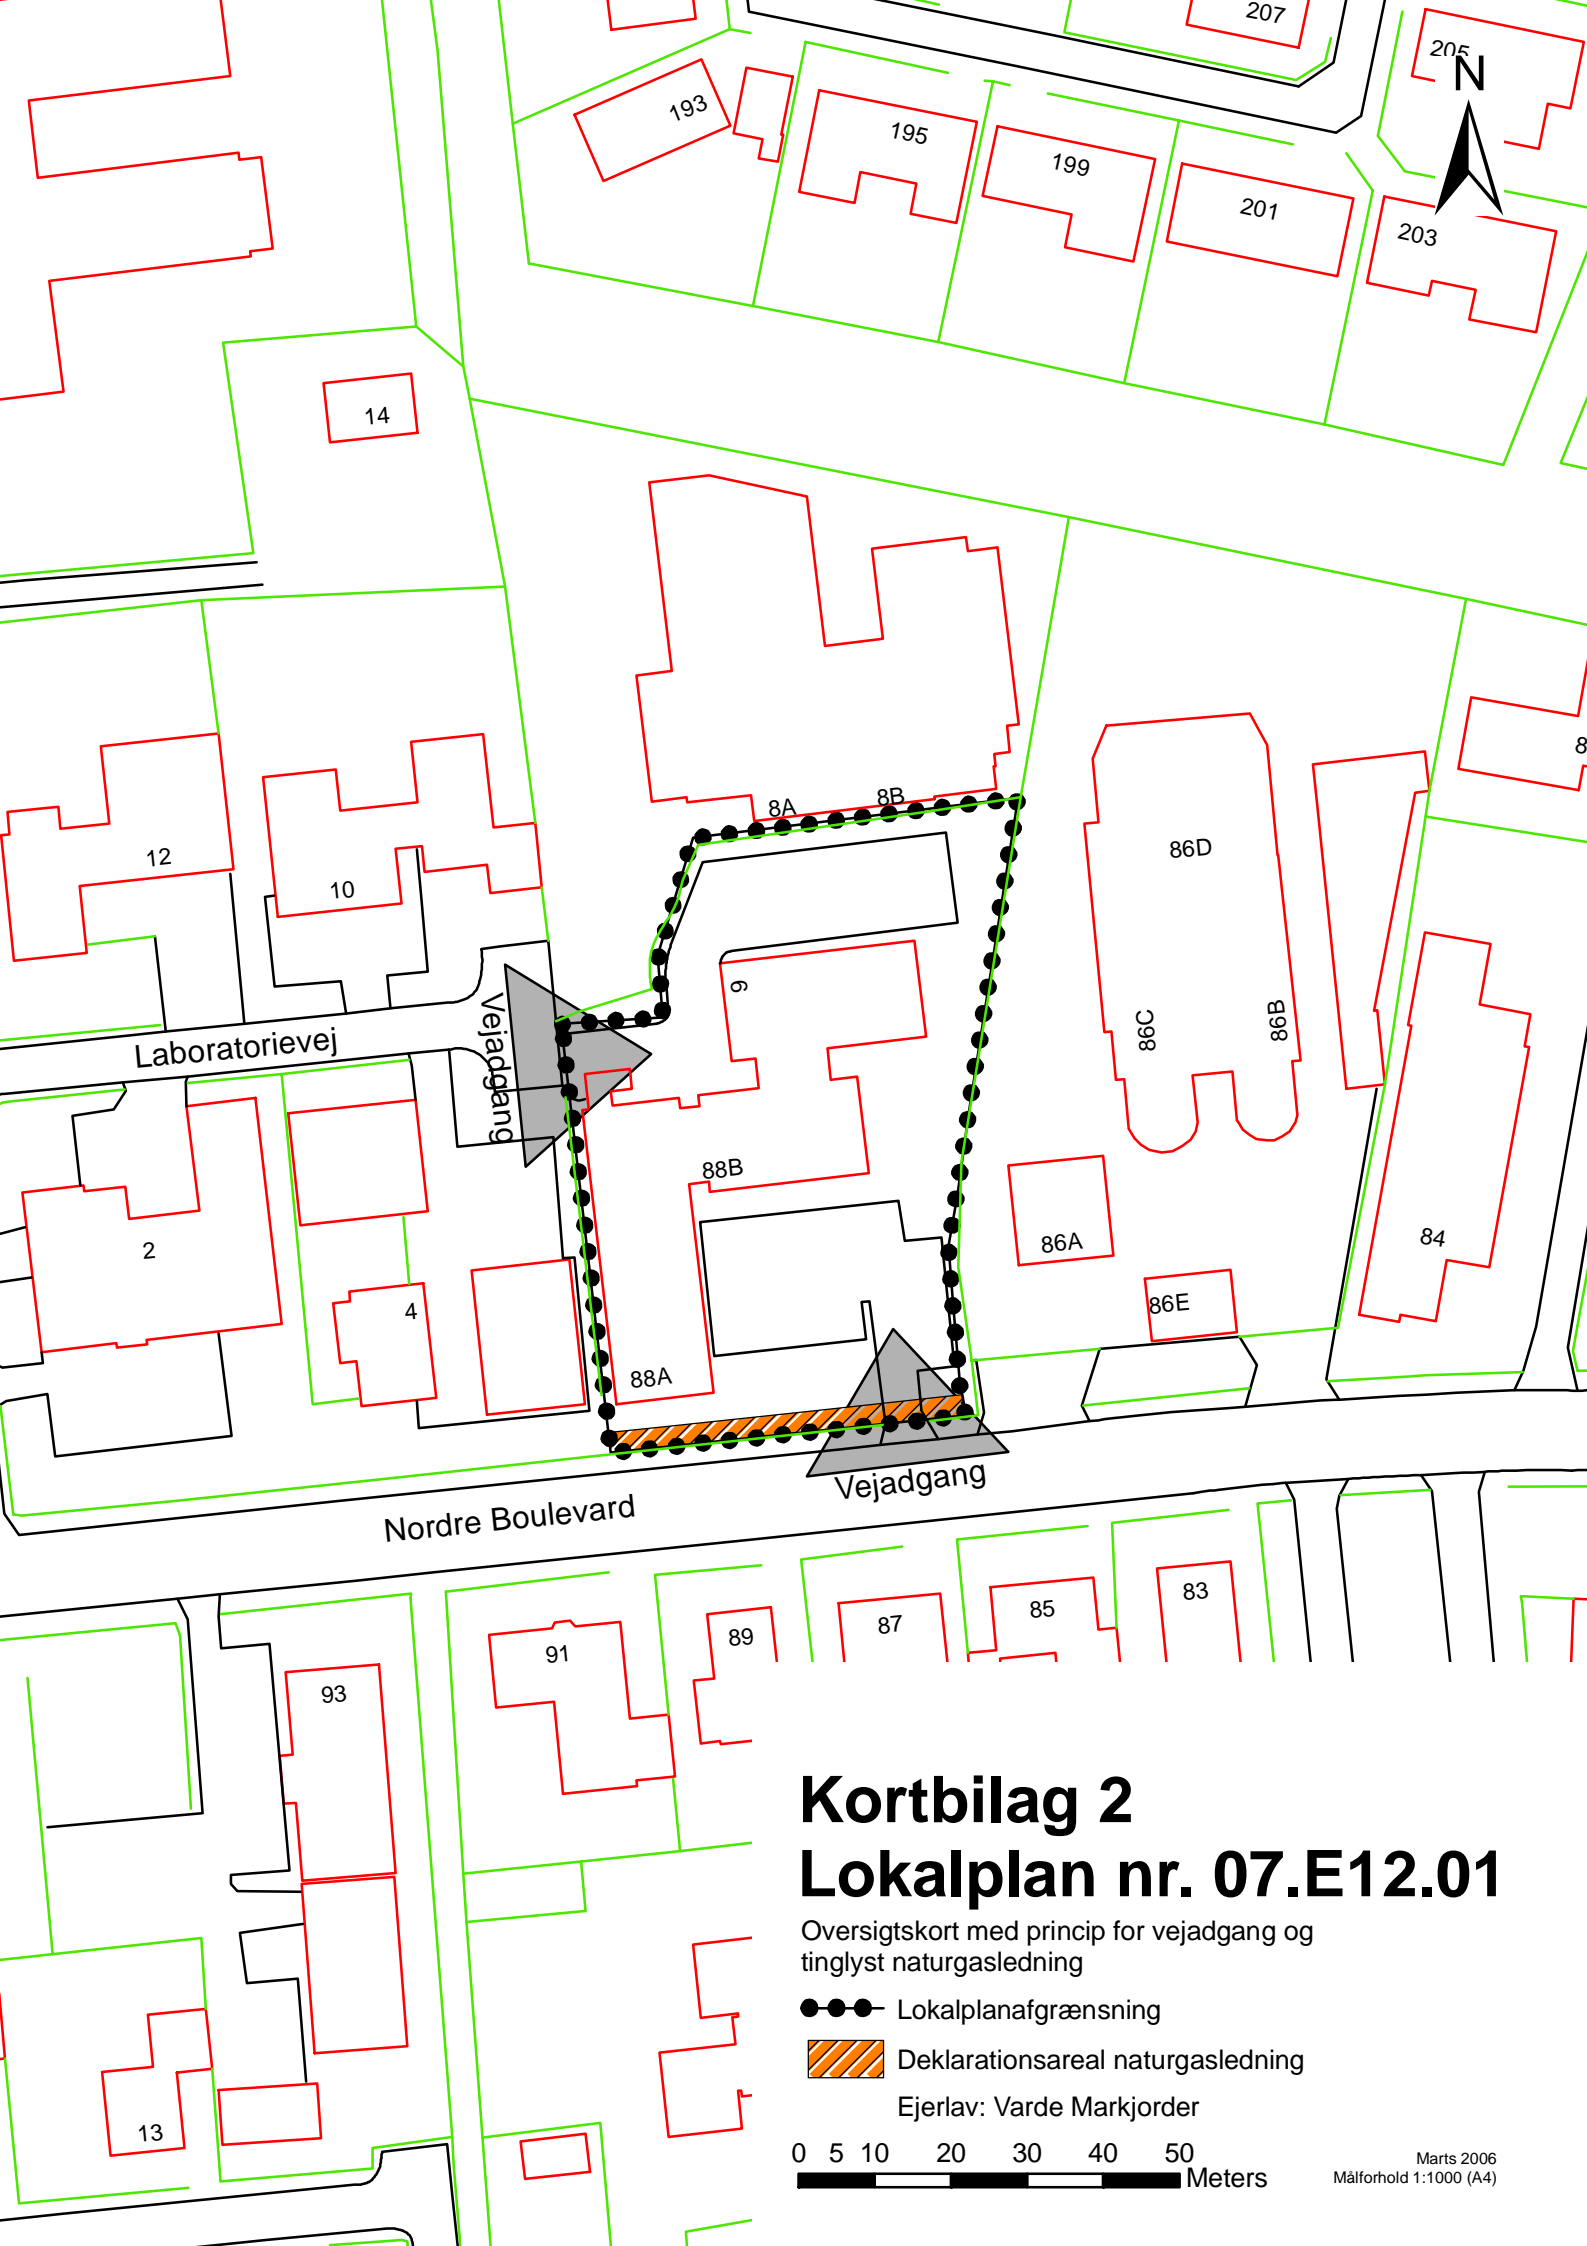 207
205
N
193
195
199
201
203
14
8A
8B
8
12
10
86D
6
86C
86B
Vejadgang
Laboratorievej
88B
2
4
86A
84
86E
88A
Vejadgang
Nordre Boulevard
91
89
87
85
83
93
13
Kortbilag 2
Lokalplan nr. 07.E12.01
Oversigtskort med princip for vejadgang og
tinglyst naturgasledning
Lokalplanafgrænsning
Deklarationsareal naturgasledning
Ejerlav: Varde Markjorder
0 5 10 20 30 40 50
Meters
Marts 2006
Målforhold 1:1000 (A4)